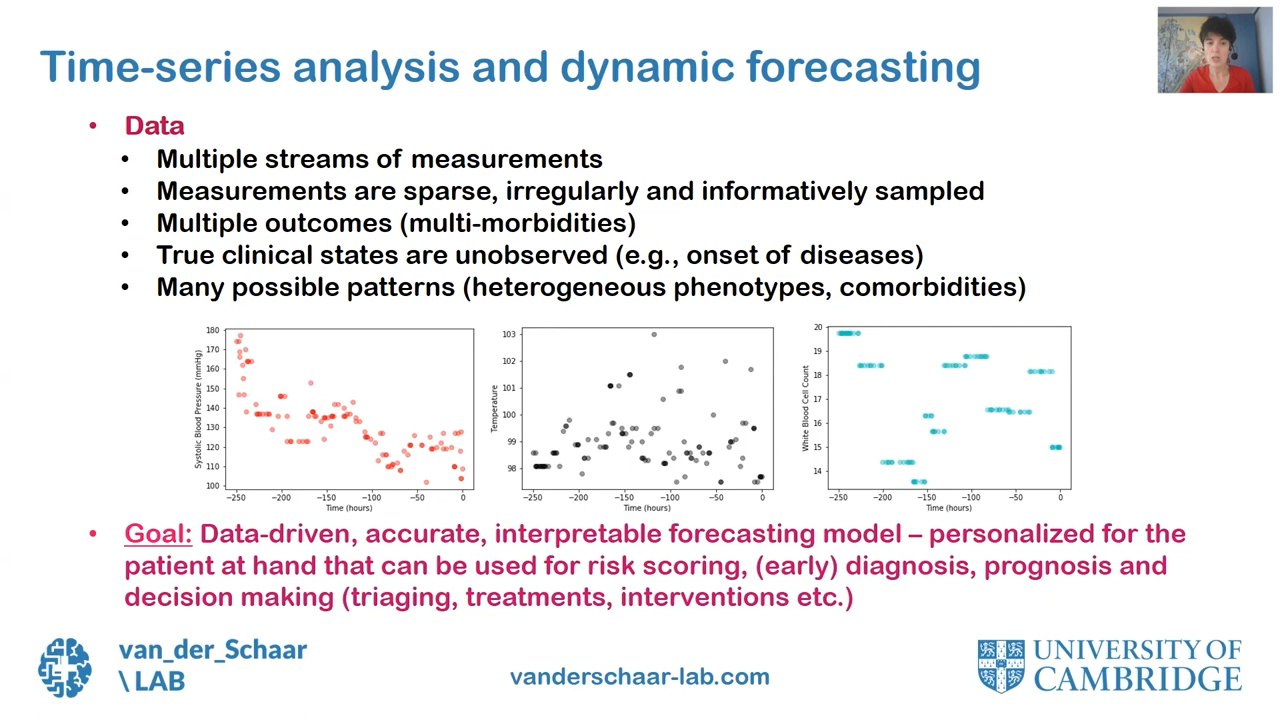 Time-series analysis and dynamic forecasting
• Data
• Multiple streams of measurements
• Measurements are sparse, irregularly and informatively sampled
• Multiple outcomes (multi-morbidities)
• True clinical states are unobserved (e.g., onset of diseases)
• Many possible patterns (heterogeneous phenotypes, comorbidities)
Systolic Blood Pressure (mmHg)
180
170
160
150
140
130
120
110
100
−250 −200 −150 −100 −50 0
Time (hours)
Temperature
103
102
101
100
99
98
−250 −200 −150 −100 −50 0
Time (hours)
White Blood Cell Count
20
19
18
17
16
15
14
−250 −200 −150 −100 −50 0
Time (hours)
• Goal: Data-driven, accurate, interpretable forecasting model – personalized for the
patient at hand that can be used for risk scoring, (early) diagnosis, prognosis and
decision making (triaging, treatments, interventions etc.)
van_der_Schaar
\ LAB
vanderschaar-lab.com
UNIVERSITY OF
CAMBRIDGE